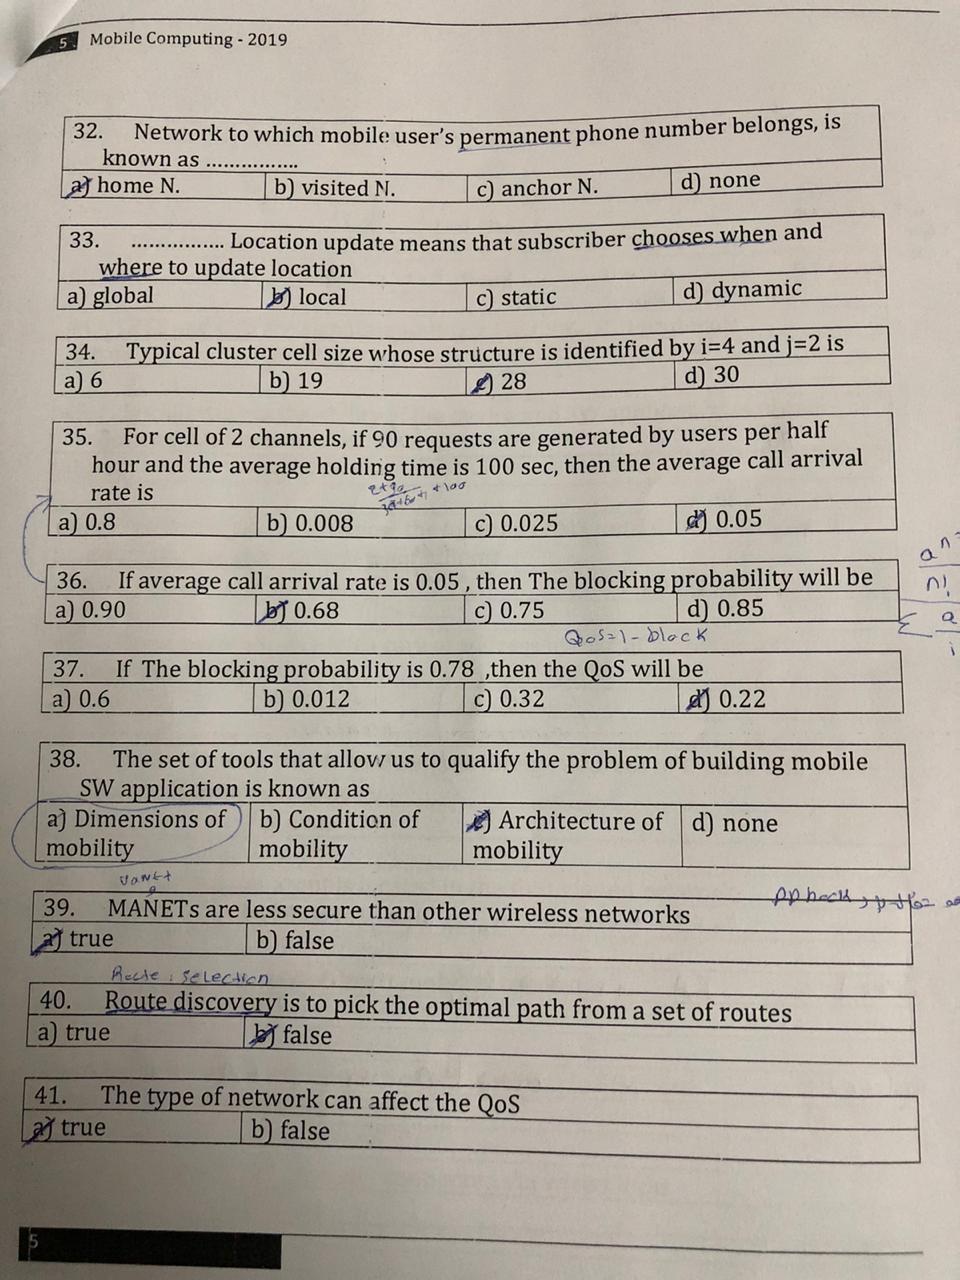 5 Mobile Computing - 2019
32. Network to which mobile user's permanent phone number belongs, is
known as ................
a) home N. b) visited N. c) anchor N. d) none
33. ................ Location update means that subscriber chooses when and
where to update location
a) global b) local c) static d) dynamic
34. Typical cluster cell size whose structure is identified by i=4 and j=2 is
a) 6 b) 19 c) 28 d) 30
35. For cell of 2 channels, if 90 requests are generated by users per half
hour and the average holding time is 100 sec, then the average call arrival
rate is
a) 0.8 b) 0.008 c) 0.025 d) 0.05
36. If average call arrival rate is 0.05 , then The blocking probability will be
a) 0.90 b) 0.68 c) 0.75 d) 0.85
QoS=1- block
37. If The blocking probability is 0.78 ,then the QoS will be
a) 0.6 b) 0.012 c) 0.32 d) 0.22
38. The set of tools that allow us to qualify the problem of building mobile
SW application is known as
a) Dimensions of b) Condition of c) Architecture of d) none
mobility mobility mobility
vanet
39. MANETs are less secure than other wireless networks
a) true b) false
Route : selection
40. Route discovery is to pick the optimal path from a set of routes
a) true b) false
41. The type of network can affect the QoS
a) true b) false
5